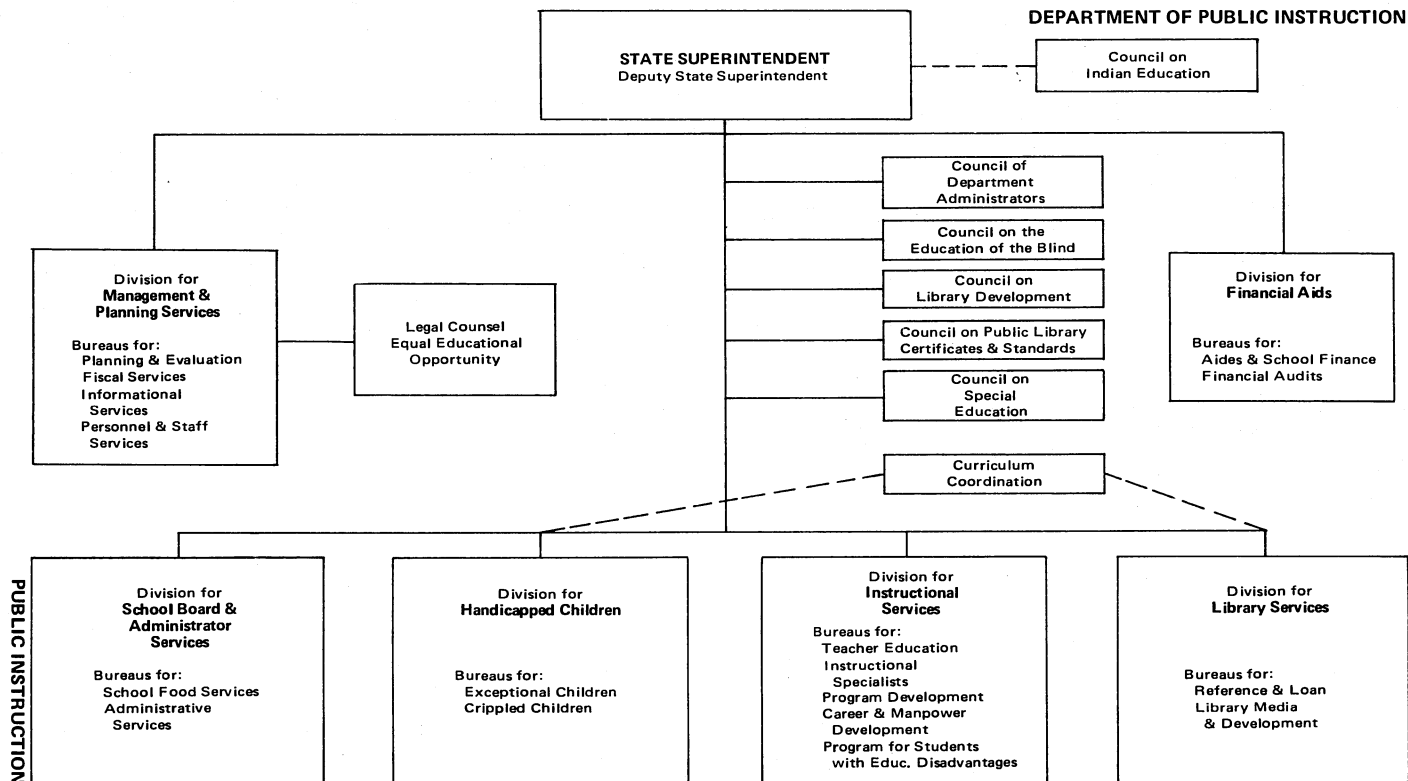 DEPARTMENT OF PUBLIC INSTRUCTION
STATE SUPERINTENDENT
Deputy State Superintendent
Council on
Indian Education
Council of
Department
Administrators
Council on the
Education of the Blind
Council on
Library Development
Council on Public Library
Certificates & Standards
Council on
Special
Education
Curriculum
Coordination
Division for
Management &
Planning Services
Bureaus for:
Planning & Evaluation
Fiscal Services
Informational
Services
Personnel & Staff
Services
Legal Counsel
Equal Educational
Opportunity
Division for
Financial Aids
Bureaus for:
Aides & School Finance
Financial Audits
PUBLIC INSTRUCTION
Division for
School Board &
Administrator
Services
Bureaus for:
School Food Services
Administrative
Services
Division for
Handicapped Children
Bureaus for:
Exceptional Children
Crippled Children
Division for
Instructional
Services
Bureaus for:
Teacher Education
Instructional
Specialists
Program Development
Career & Manpower
Development
Program for Students
with Educ. Disadvantages
Division for
Library Services
Bureaus for:
Reference & Loan
Library Media
& Development